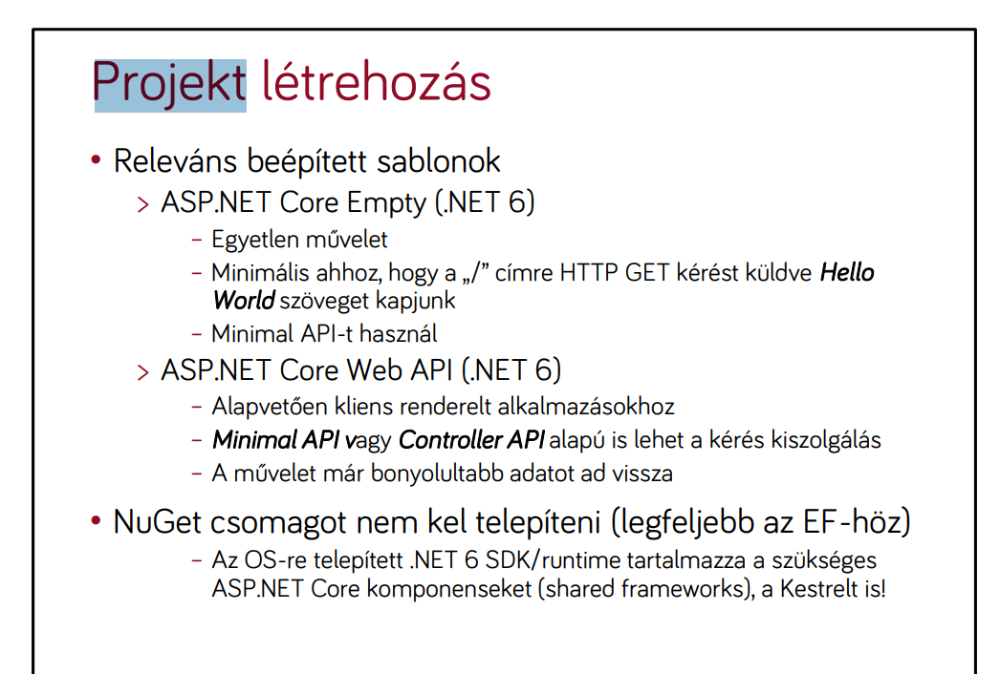 Projekt létrehozás
• Releváns beépített sablonok
> ASP.NET Core Empty (.NET 6)
– Egyetlen művelet
– Minimális ahhoz, hogy a „/” címre HTTP GET kérést küldve Hello
World szöveget kapjunk
– Minimal API-t használ
> ASP.NET Core Web API (.NET 6)
– Alapvetően kliens renderelt alkalmazásokhoz
– Minimal API vagy Controller API alapú is lehet a kérés kiszolgálás
– A művelet már bonyolultabb adatot ad vissza
• NuGet csomagot nem kel telepíteni (legfeljebb az EF-höz)
– Az OS-re telepített .NET 6 SDK/runtime tartalmazza a szükséges
ASP.NET Core komponenseket (shared frameworks), a Kestrelt is!